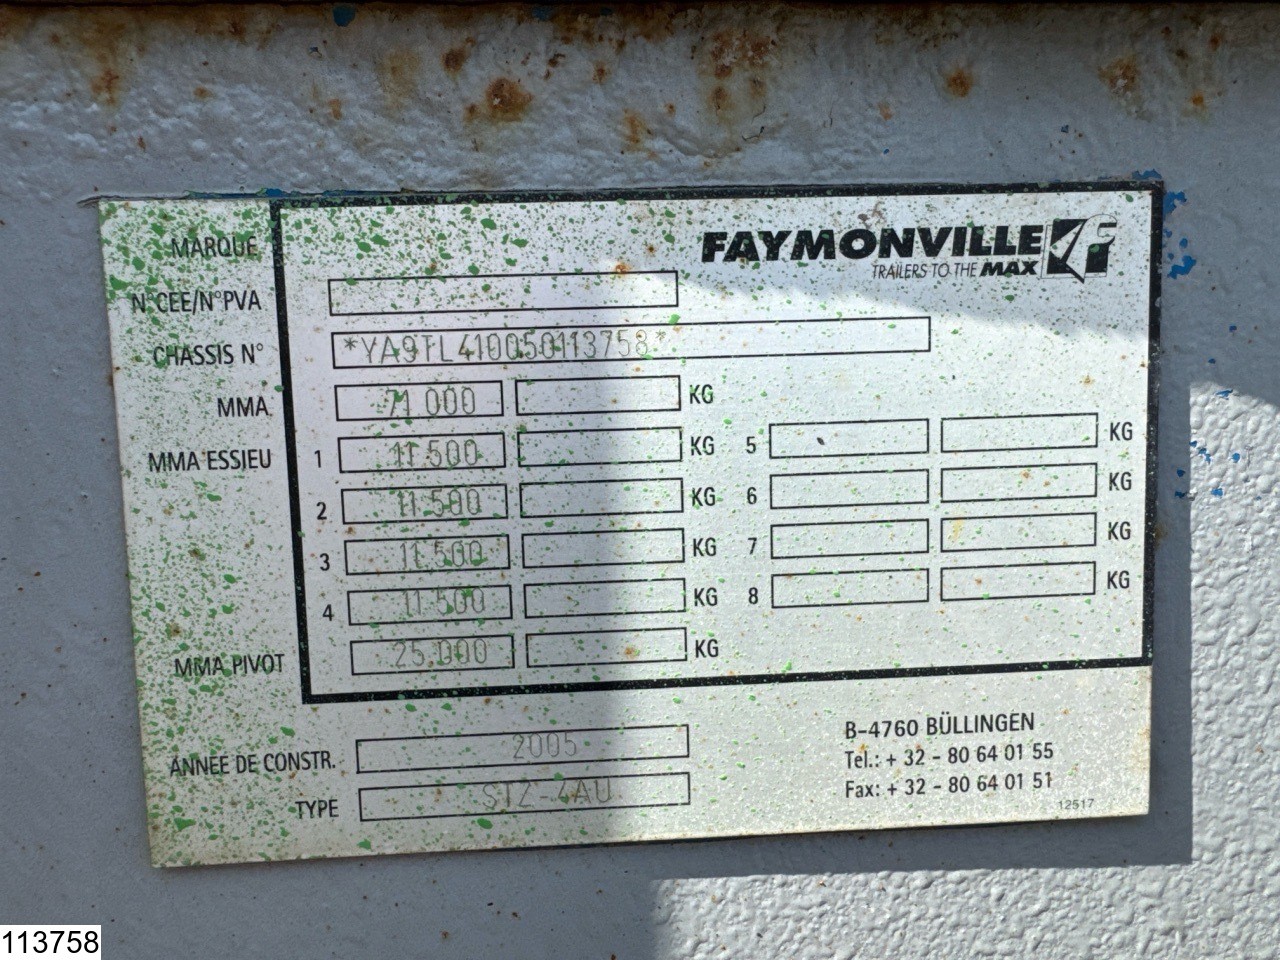 MARQUE FAYMONVILLE
TRAILERS TO THE MAX
N°CEE/N°PVA
CHASSIS N° *YA9TL410050113758*
MMA 71 000 KG
MMA ESSIEU 1 11 500 KG 5 KG
2 11 500 KG 6 KG
3 11 500 KG 7 KG
4 11 500 KG 8 KG
MMA PIVOT 25.000 KG
ANNÉE DE CONSTR. 2005
TYPE STZ-4AU
B-4760 BÜLLINGEN
Tel.: + 32 - 80 64 01 55
Fax: + 32 - 80 64 01 51
12517
113758